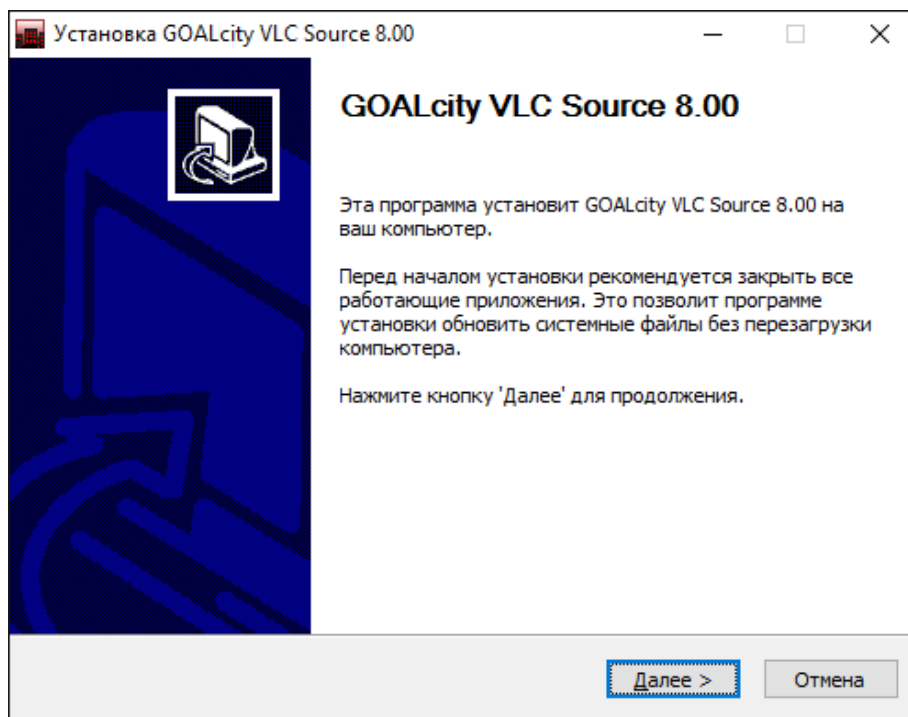 Установка GOALcity VLC Source 8.00
GOALcity VLC Source 8.00
Эта программа установит GOALcity VLC Source 8.00 на
ваш компьютер.
Перед началом установки рекомендуется закрыть все
работающие приложения. Это позволит программе
установки обновить системные файлы без перезагрузки
компьютера.
Нажмите кнопку 'Далее' для продолжения.
Далее >
Отмена